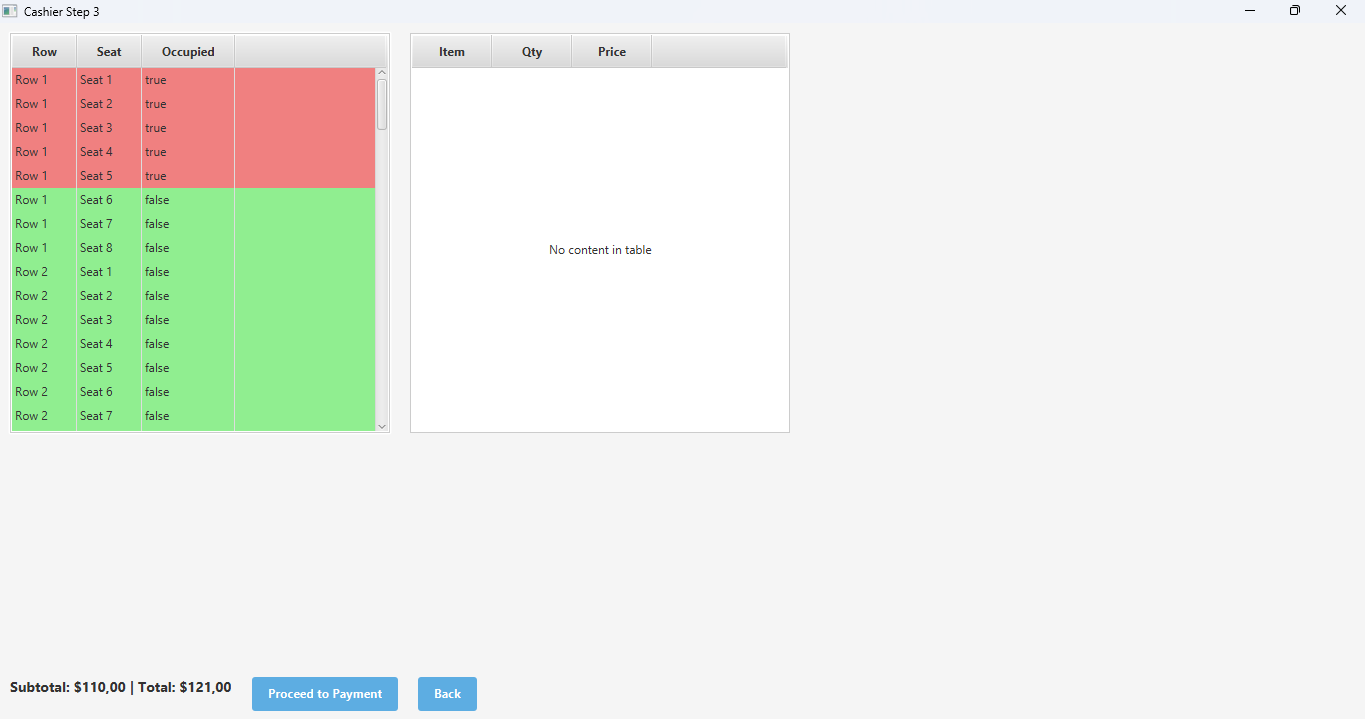 Cashier Step 3
Row Seat Occupied
Row 1 Seat 1 true
Row 1 Seat 2 true
Row 1 Seat 3 true
Row 1 Seat 4 true
Row 1 Seat 5 true
Row 1 Seat 6 false
Row 1 Seat 7 false
Row 1 Seat 8 false
Row 2 Seat 1 false
Row 2 Seat 2 false
Row 2 Seat 3 false
Row 2 Seat 4 false
Row 2 Seat 5 false
Row 2 Seat 6 false
Row 2 Seat 7 false
Item Qty Price
No content in table
Subtotal: $110,00 | Total: $121,00
Proceed to Payment
Back